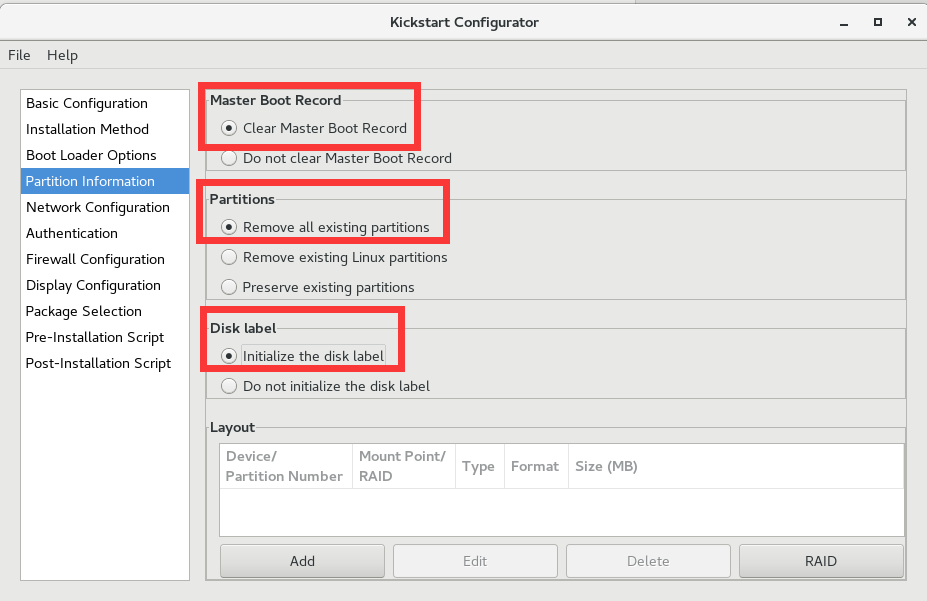 Kickstart Configurator
File Help
Basic Configuration
Installation Method
Boot Loader Options
Partition Information
Network Configuration
Authentication
Firewall Configuration
Display Configuration
Package Selection
Pre-Installation Script
Post-Installation Script
Master Boot Record
Clear Master Boot Record
Do not clear Master Boot Record
Partitions
Remove all existing partitions
Remove existing Linux partitions
Preserve existing partitions
Disk label
Initialize the disk label
Do not initialize the disk label
Layout
Device/
Partition Number
Mount Point/
RAID
Type
Format
Size (MB)
Add
Edit
Delete
RAID